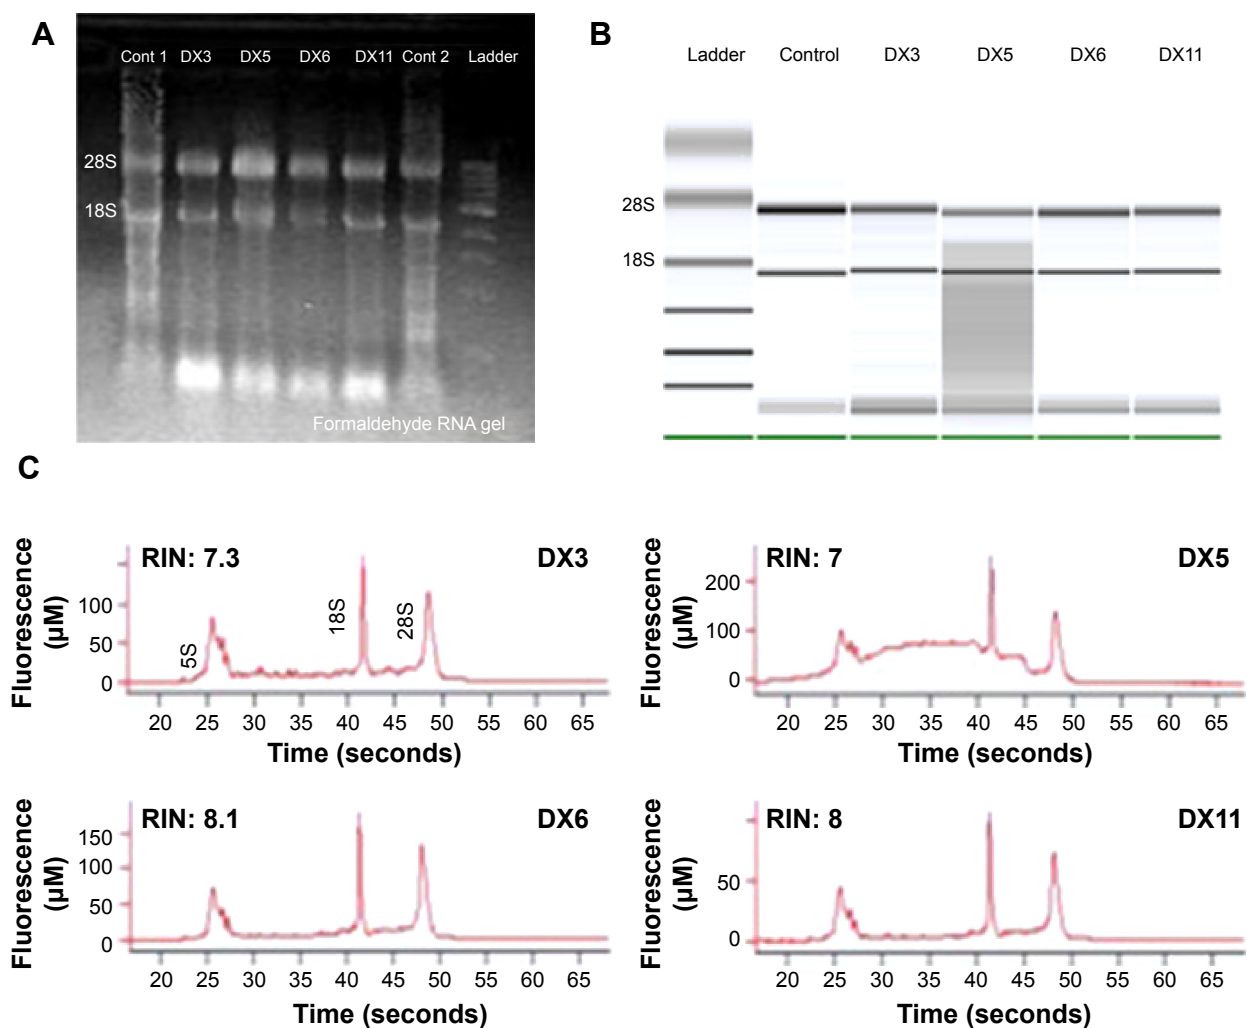 A
Cont 1 DX3 DX5 DX6 DX11 Cont 2 Ladder
28S
18S
Formaldehyde RNA gel
B
Ladder Control DX3 DX5 DX6 DX11
28S
18S
C
RIN: 7.3 DX3
Fluorescence
(µM)
100
50
0
5S
18S
28S
20 25 30 35 40 45 50 55 60 65
Time (seconds)
RIN: 7 DX5
Fluorescence
(µM)
200
100
0
20 25 30 35 40 45 50 55 60 65
Time (seconds)
RIN: 8.1 DX6
Fluorescence
(µM)
150
100
50
0
20 25 30 35 40 45 50 55 60 65
Time (seconds)
RIN: 8 DX11
Fluorescence
(µM)
50
0
20 25 30 35 40 45 50 55 60 65
Time (seconds)